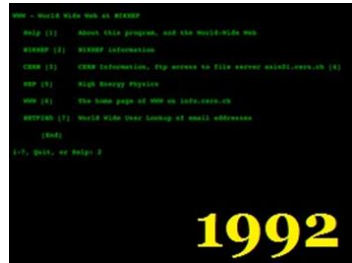 WWW - World Wide Web at NIKHEF
Help [1] About this program, and the World-Wide Web
NIKHEF [2] NIKHEF information
CERN [3] CERN Information, Ftp access to file server [4]
HEP [5] High Energy Physics
WWW [6] The home page of WWW on info.cern.ch
NETFIND [7] World Wide User Lookup of email addresses
[End]
1-7, Quit, or Help: 2
1992